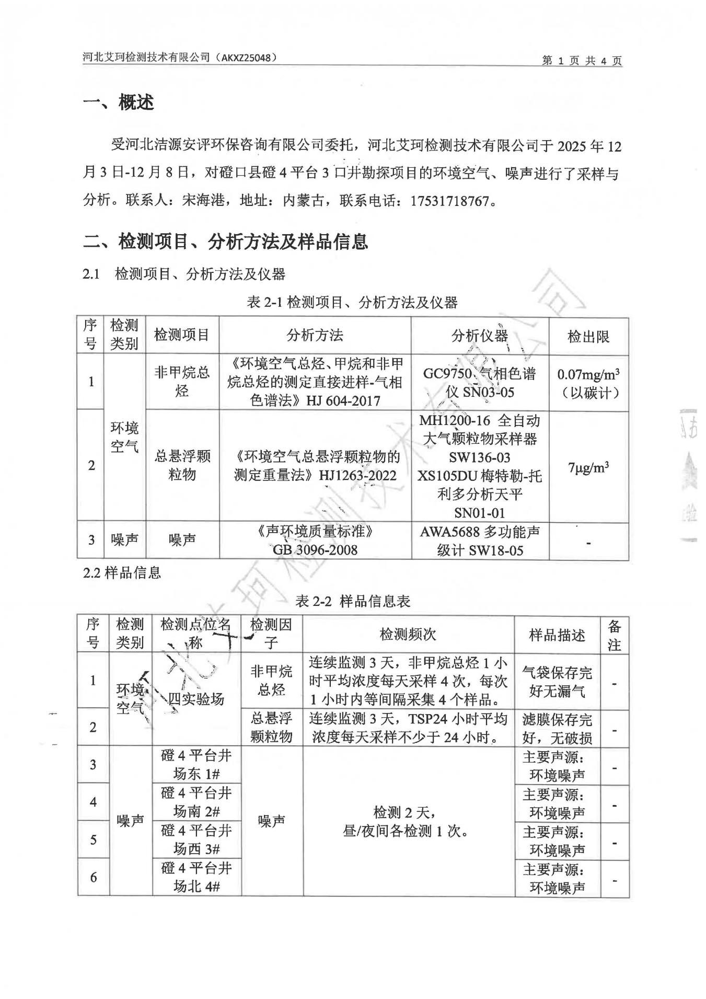 河北艾珂检测技术有限公司（AKXZ25048）
第 1 页 共 4 页
一、概述
受河北洁源安评环保咨询有限公司委托，河北艾珂检测技术有限公司于 2025 年 12
月 3 日-12 月 8 日，对磴口县磴 4 平台 3 口井勘探项目的环境空气、噪声进行了采样与
分析。联系人：宋海港，地址：内蒙古，联系电话：17531718767。
二、检测项目、分析方法及样品信息
2.1 检测项目、分析方法及仪器
表 2-1 检测项目、分析方法及仪器
序
号
检测
类别
检测项目
分析方法
分析仪器
检出限
1
环境
空气
非甲烷总
烃
《环境空气总烃、甲烷和非甲
烷总烃的测定直接进样-气相
色谱法》HJ 604-2017
GC9750 气相色谱
仪 SN03-05
0.07mg/m³
（以碳计）
2
总悬浮颗
粒物
《环境空气总悬浮颗粒物的
测定重量法》HJ1263-2022
MH1200-16 全自动
大气颗粒物采样器
SW136-03
XS105DU 梅特勒-托
利多分析天平
SN01-01
7μg/m³
3
噪声
噪声
《声环境质量标准》
GB 3096-2008
AWA5688 多功能声
级计 SW18-05
-
2.2 样品信息
表 2-2 样品信息表
序
号
检测
类别
检测点位名
称
检测因
子
检测频次
样品描述
备
注
1
环境
空气
四实验场
非甲烷
总烃
连续监测 3 天，非甲烷总烃 1 小
时平均浓度每天采样 4 次，每次
1 小时内等间隔采集 4 个样品。
气袋保存完
好无漏气
-
2
总悬浮
颗粒物
连续监测 3 天，TSP24 小时平均
浓度每天采样不少于 24 小时。
滤膜保存完
好，无破损
-
3
噪声
磴 4 平台井
场东 1#
噪声
检测 2 天，
昼/夜间各检测 1 次。
主要声源：
环境噪声
-
4
磴 4 平台井
场南 2#
主要声源：
环境噪声
-
5
磴 4 平台井
场西 3#
主要声源：
环境噪声
-
6
磴 4 平台井
场北 4#
主要声源：
环境噪声
-
河北艾珂检测技术有限公司